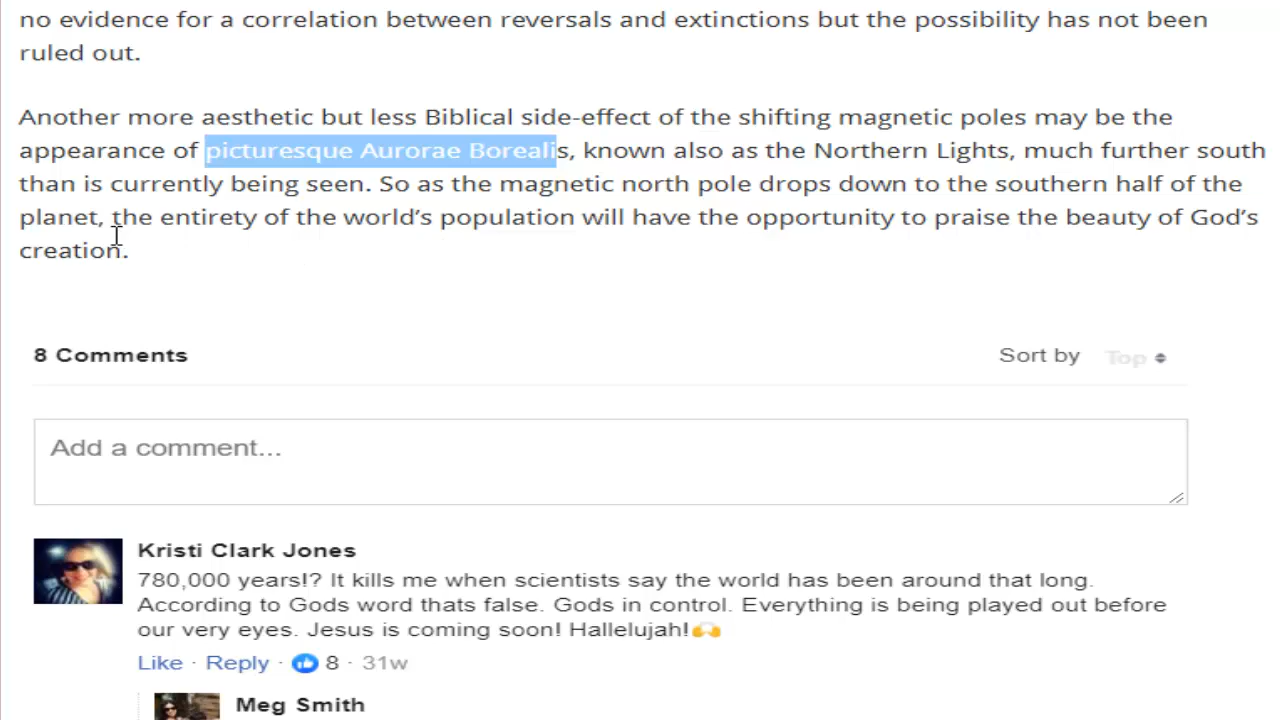 no evidence for a correlation between reversals and extinctions but the possibility has not been
ruled out.
Another more aesthetic but less Biblical side-effect of the shifting magnetic poles may be the
appearance of picturesque Aurorae Borealis, known also as the Northern Lights, much further south
than is currently being seen. So as the magnetic north pole drops down to the southern half of the
planet, the entirety of the world’s population will have the opportunity to praise the beauty of God’s
creation.
8 Comments
Sort by Top
Add a comment...
Kristi Clark Jones
780,000 years!? It kills me when scientists say the world has been around that long.
According to Gods word thats false. Gods in control. Everything is being played out before
our very eyes. Jesus is coming soon! Hallelujah!🙌
Like · Reply · 8 · 31w
Meg Smith